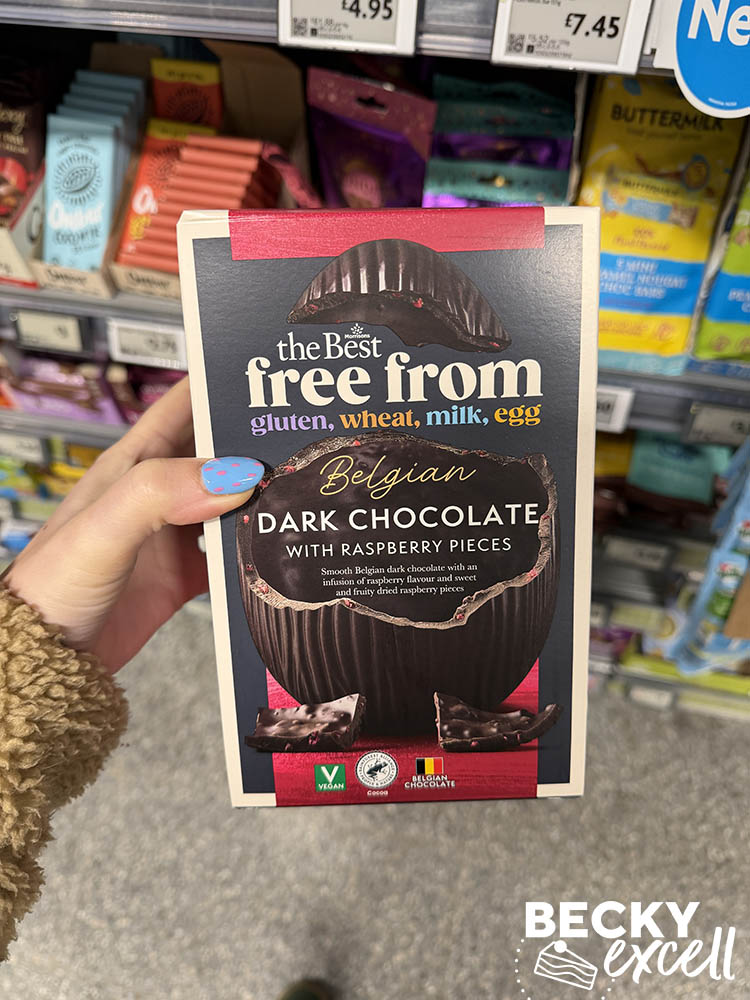 £4.95
£7.45
Ne
BUTTERMILK
Morrisons
the Best
free from
gluten, wheat, milk, egg
Belgian
DARK CHOCOLATE
WITH RASPBERRY PIECES
Smooth Belgian dark chocolate with an
infusion of raspberry flavour and sweet
and fruity dried raspberry pieces
V
VEGAN
Cocoa
BELGIAN
CHOCOLATE
BECKY
excell